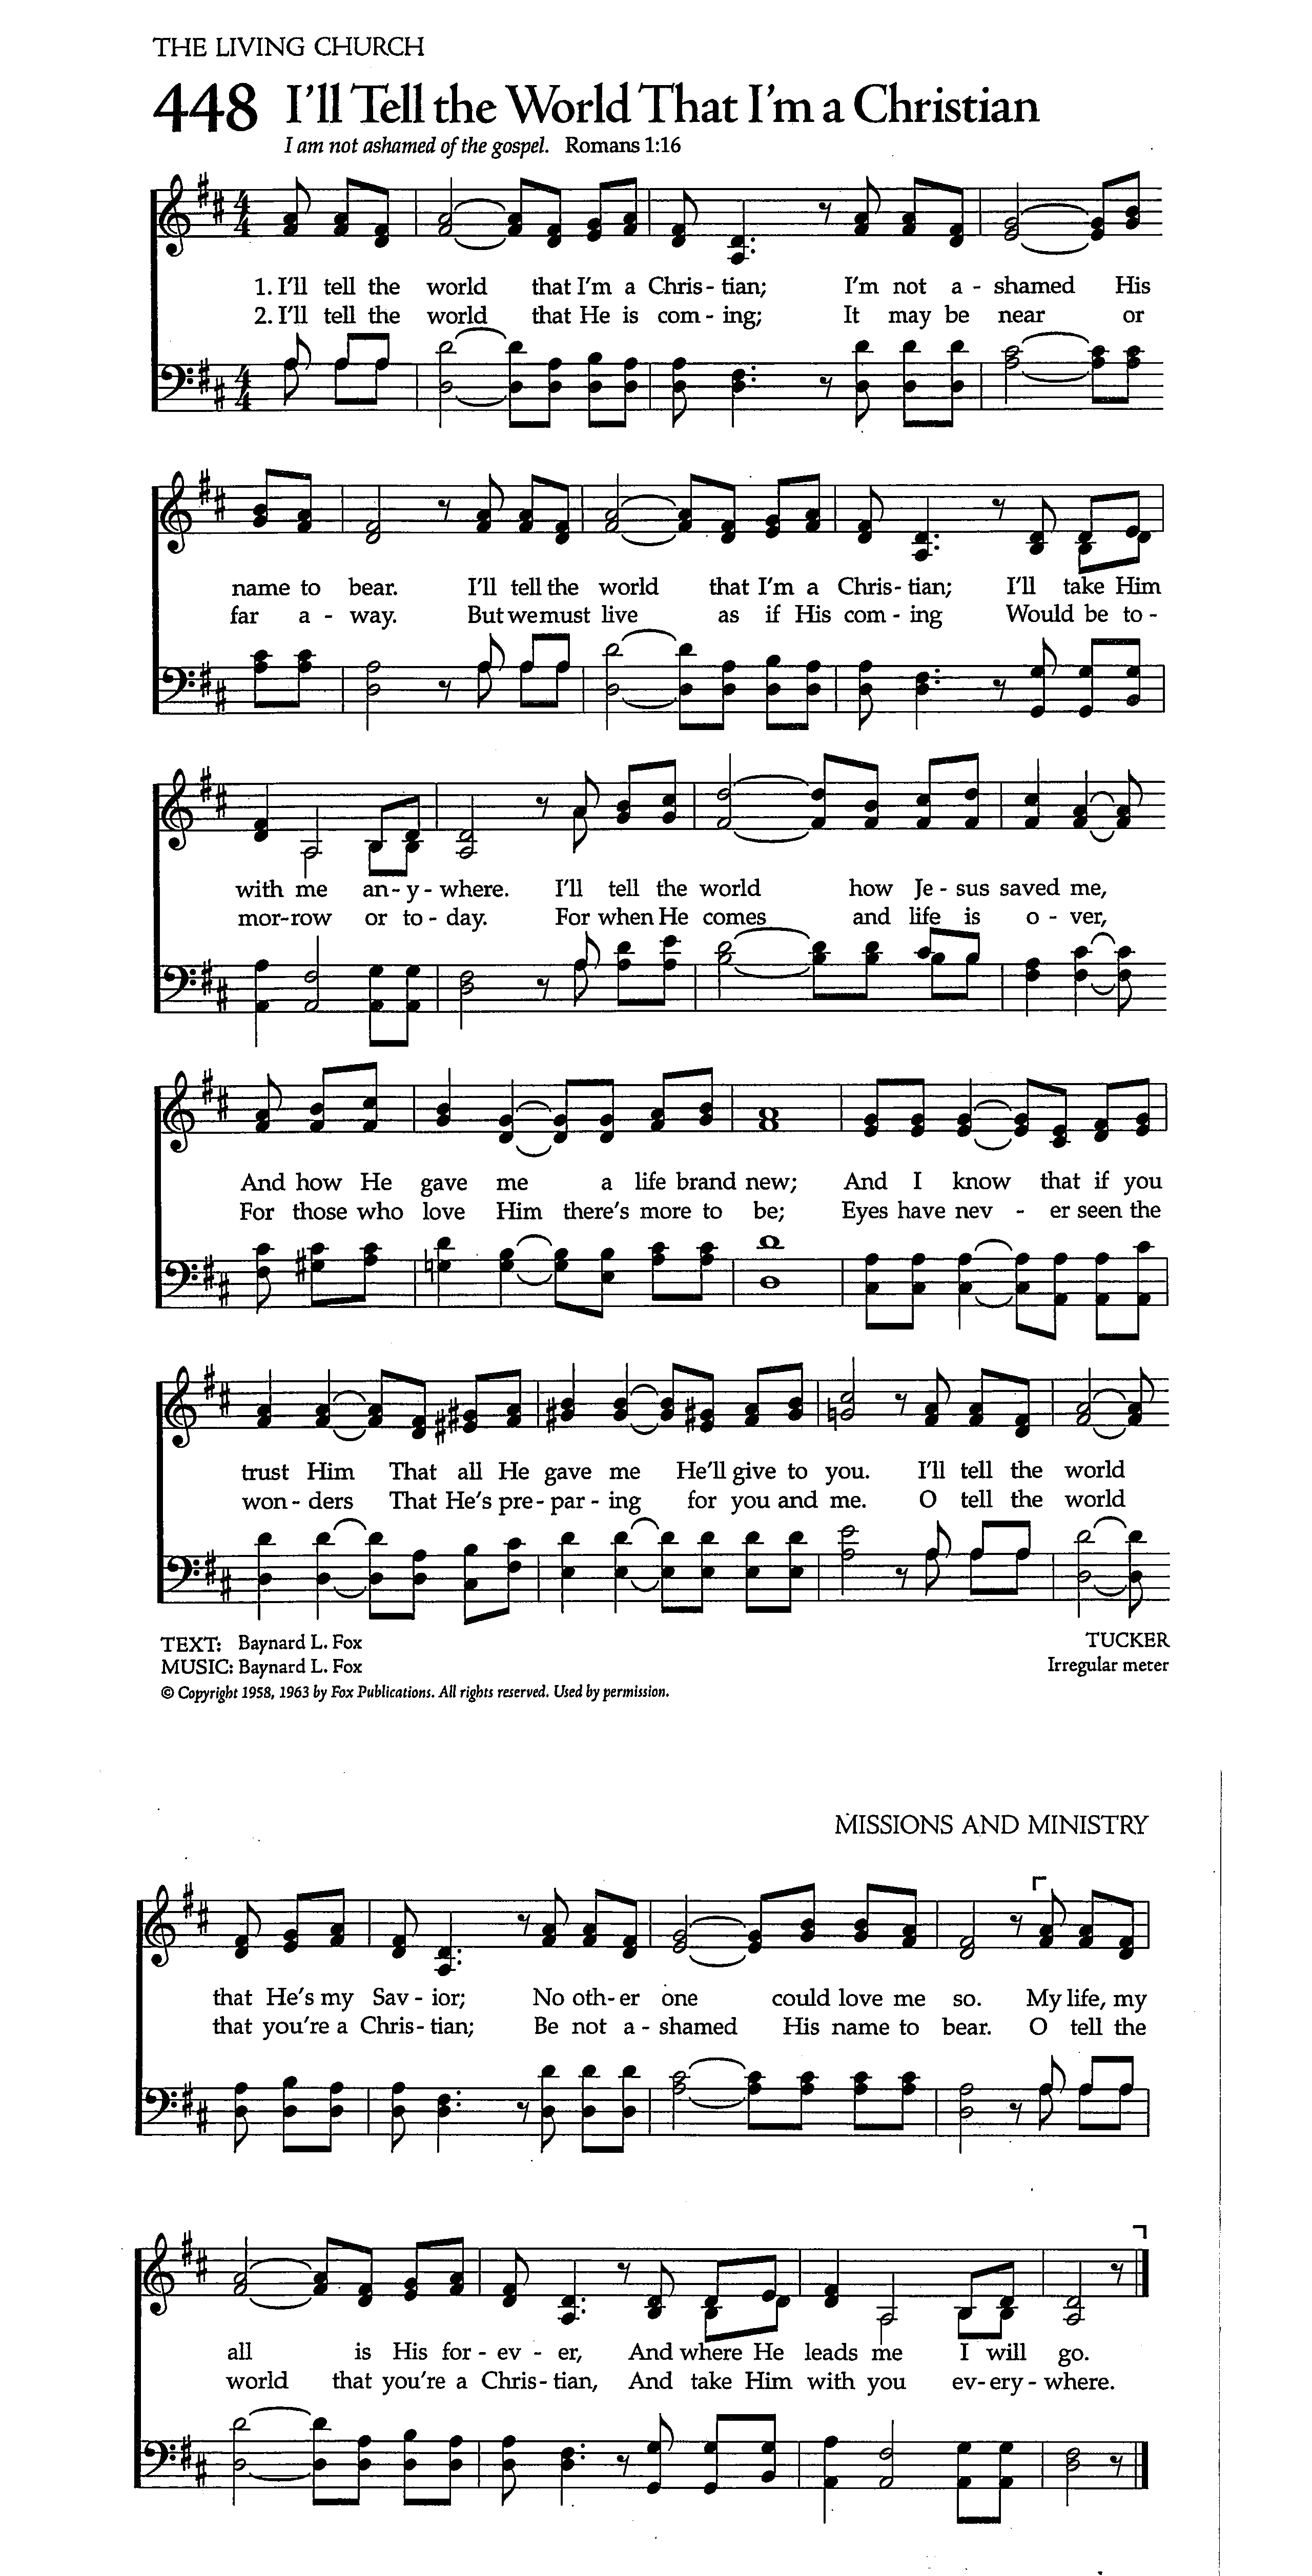 THE LIVING CHURCH
448 I'll Tell the World That I'm a Christian
I am not ashamed of the gospel. Romans 1:16
4 4
1. I'll tell the world that I'm a Chris - tian; I'm not a - shamed His
2. I'll tell the world that He is com - ing; It may be near or
4 4
name to bear. I'll tell the world that I'm a Chris - tian; I'll take Him
far a - way. But we must live as if His com - ing Would be to -
with me an - y - where. I'll tell the world how Je - sus saved me,
mor - row or to - day. For when He comes and life is o - ver,
And how He gave me a life brand new; And I know that if you
For those who love Him there's more to be; Eyes have nev - er seen the
trust Him That all He gave me He'll give to you. I'll tell the world
won - ders That He's pre - par - ing for you and me. O tell the world
TEXT: Baynard L. Fox TUCKER
MUSIC: Baynard L. Fox Irregular meter
© Copyright 1958, 1963 by Fox Publications. All rights reserved. Used by permission.
MISSIONS AND MINISTRY
that He's my Sav - ior; No oth - er one could love me so. My life, my
that you're a Chris - tian; Be not a - shamed His name to bear. O tell the
all is His for - ev - er, And where He leads me I will go.
world that you're a Chris - tian, And take Him with you ev - ery - where.